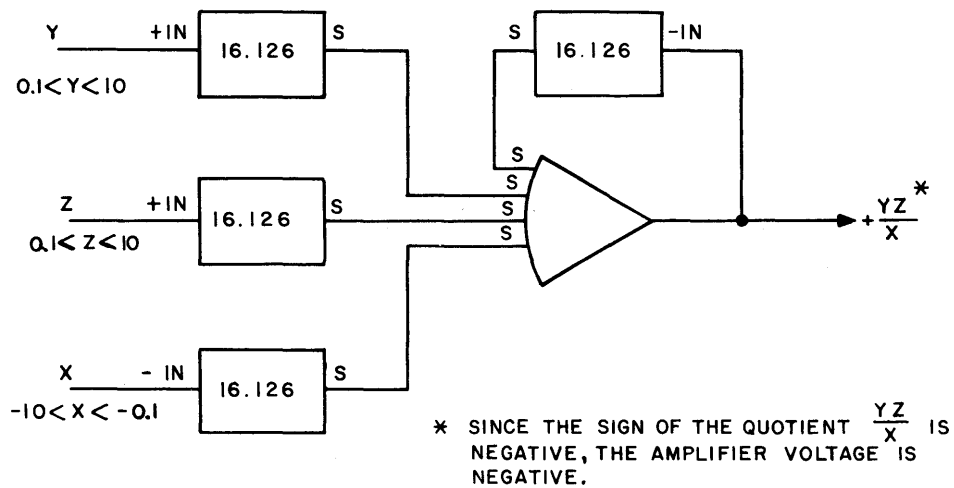 Y +IN 16.126 S
0.1<Y<10
S 16.126 -IN
S
S
S
S
Z +IN 16.126 S
0.1<Z<10
+ YZ/X *
X - IN 16.126 S
-10<X<-0.1
* SINCE THE SIGN OF THE QUOTIENT YZ/X IS
NEGATIVE, THE AMPLIFIER VOLTAGE IS
NEGATIVE.